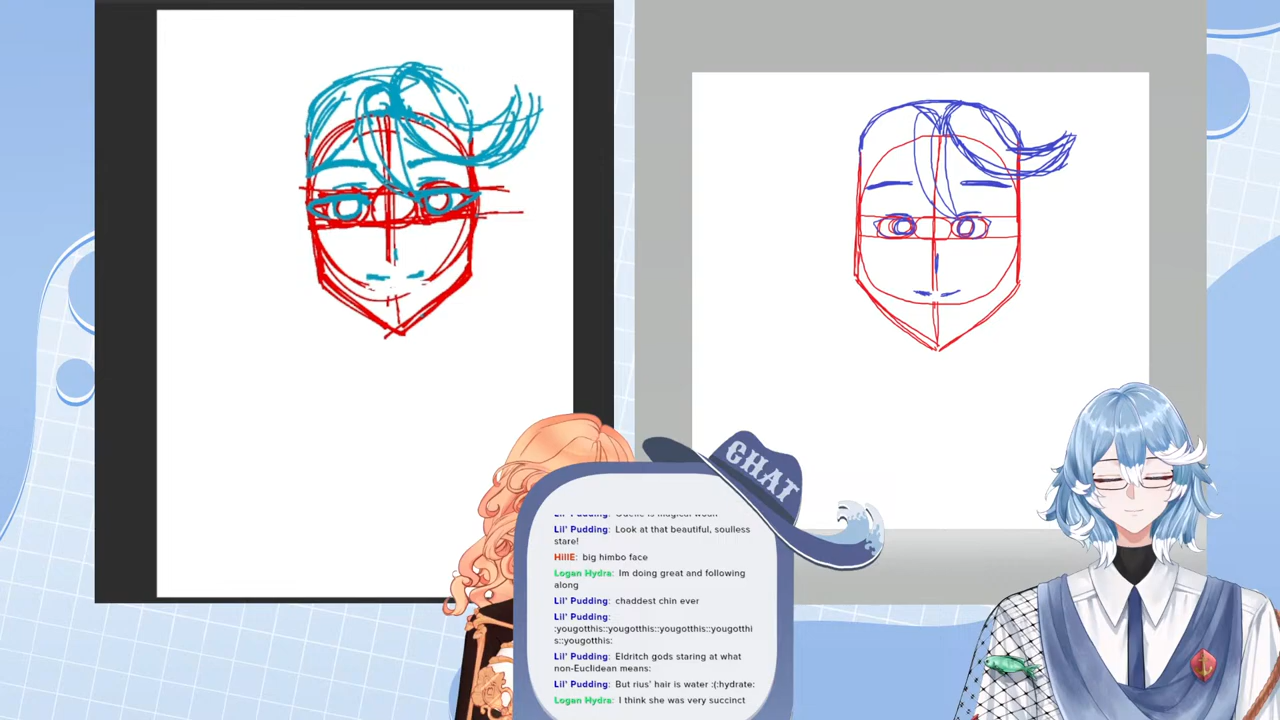 CHAT
Lil' Pudding: Look at that beautiful, soulless
stare!
HillE: big himbo face
Logan Hydra: Im doing great and following
along
Lil' Pudding: chaddest chin ever
Lil' Pudding:
:yougotthis::yougotthis::yougotthis::yougotthi
s::yougotthis:
Lil' Pudding: Eldritch gods staring at what
non-Euclidean means:
Lil' Pudding: But rius' hair is water :(:hydrate:
Logan Hydra: I think she was very succinct